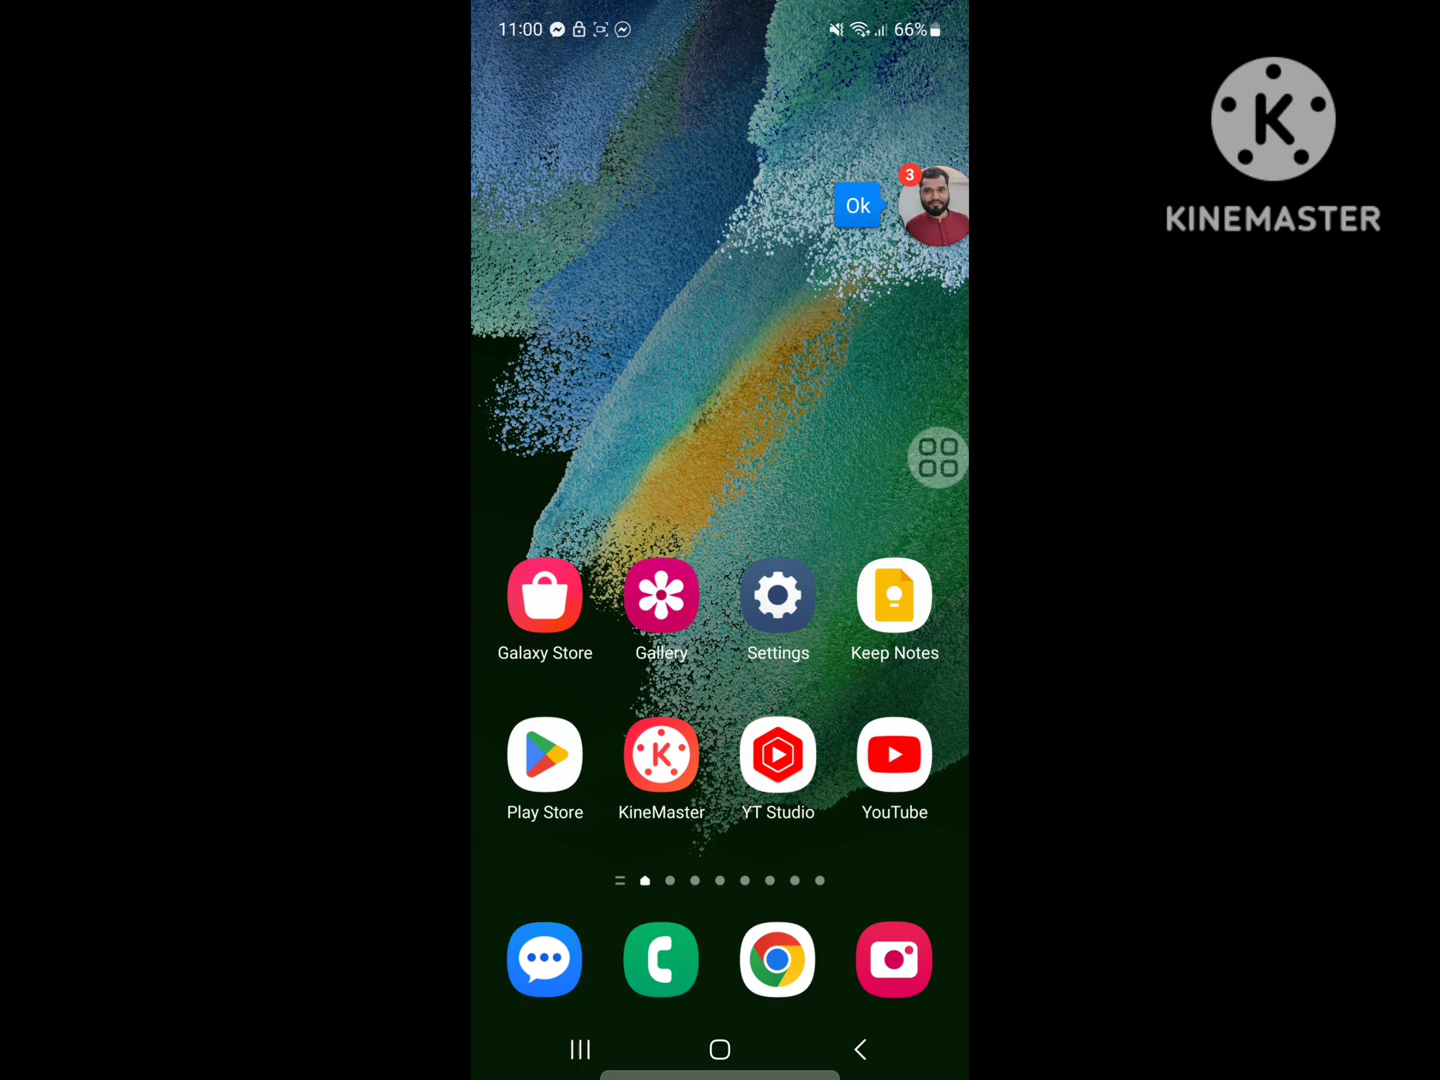 11:00
66%
K
KINEMASTER
3
Ok
Galaxy Store Gallery Settings Keep Notes
K
Play Store KineMaster YT Studio YouTube